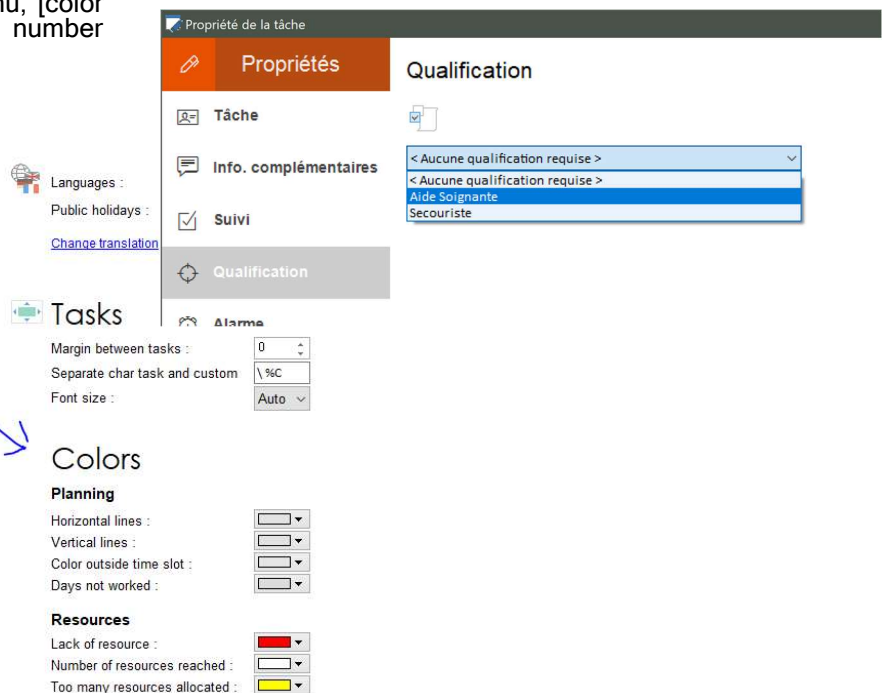 nu, [color
number
Propriété de la tâche
Propriétés
Tâche
Info. complémentaires
Suivi
Qualification
Alarme
Qualification
< Aucune qualification requise >
< Aucune qualification requise >
Aide Soignante
Secouriste
Languages :
Public holidays :
Change translation
Tasks
Margin between tasks : 0
Separate char task and custom \ %C
Font size : Auto
Colors
Planning
Horizontal lines :
Vertical lines :
Color outside time slot :
Days not worked :
Resources
Lack of resource :
Number of resources reached :
Too many resources allocated :